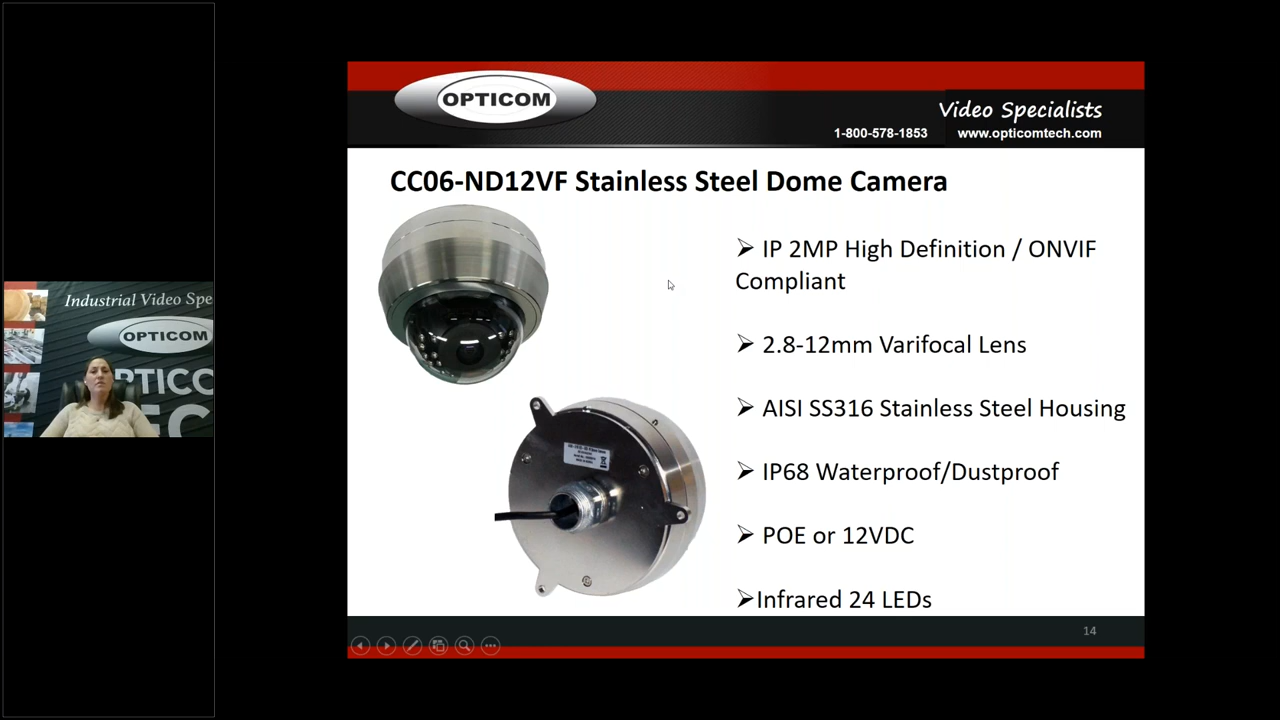 OPTICOM
Video Specialists
1-800-578-1853 www.opticomtech.com
CC06-ND12VF Stainless Steel Dome Camera
➢ IP 2MP High Definition / ONVIF
Compliant
➢ 2.8-12mm Varifocal Lens
➢ AISI SS316 Stainless Steel Housing
➢ IP68 Waterproof/Dustproof
➢ POE or 12VDC
➢Infrared 24 LEDs
14
Industrial Video Spe
OPTICOM
OPTICO
TEC